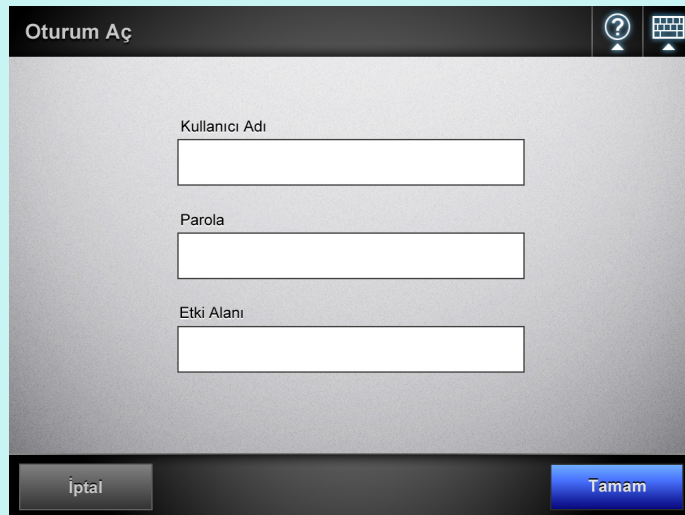 Oturum Aç
Kullanıcı Adı
Parola
Etki Alanı
İptal
Tamam